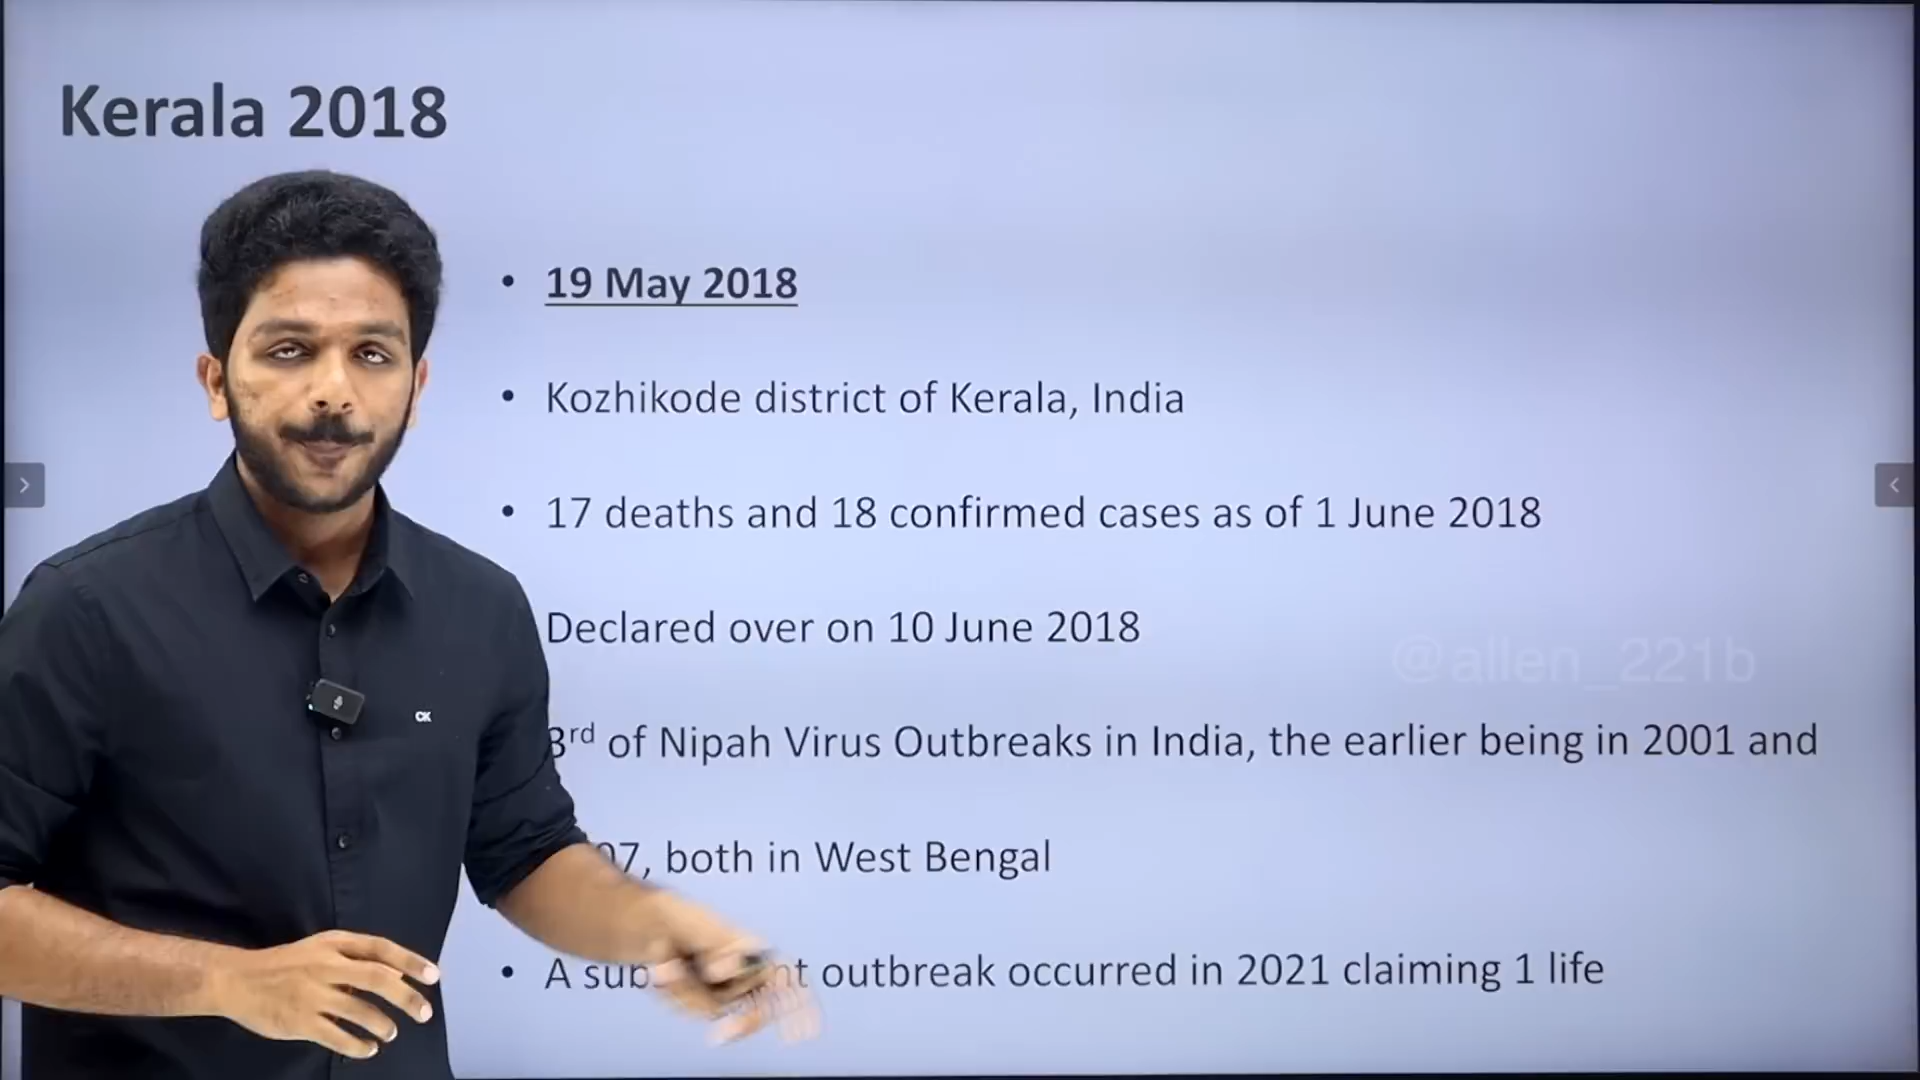 Kerala 2018
• 19 May 2018
• Kozhikode district of Kerala, India
• 17 deaths and 18 confirmed cases as of 1 June 2018
Declared over on 10 June 2018
@allen_221b
3rd of Nipah Virus Outbreaks in India, the earlier being in 2001 and
both in West Bengal
• A outbreak occurred in 2021 claiming 1 life
CK